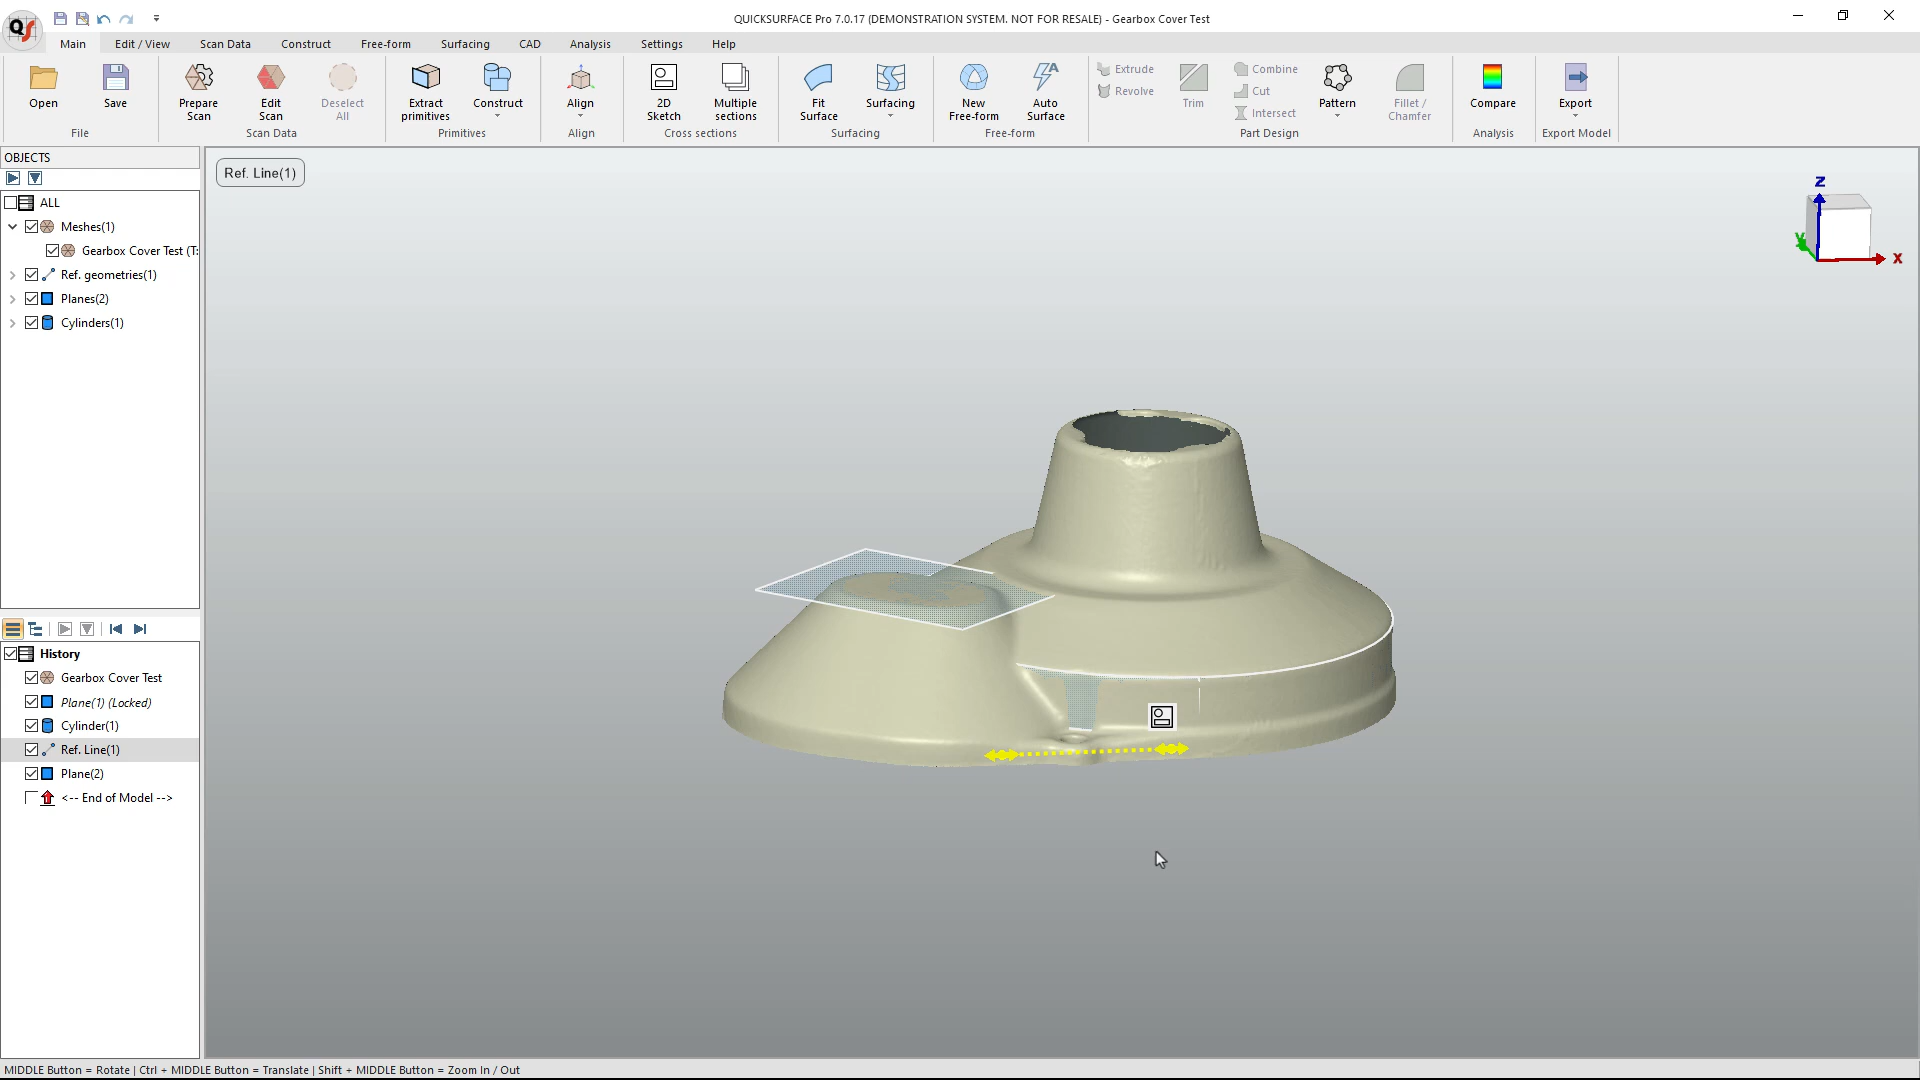 QUICKSURFACE Pro 7.0.17 (DEMONSTRATION SYSTEM. NOT FOR RESALE) - Gearbox Cover Test
QS
Main Edit / View Scan Data Construct Free-form Surfacing CAD Analysis Settings Help
Open
Save
File
Prepare Scan
Edit Scan
Deselect All
Scan Data
Extract primitives
Construct
Primitives
Align
Align
2D Sketch
Multiple sections
Cross sections
Fit Surface
Surfacing
Surfacing
New Free-form
Auto Surface
Free-form
Extrude
Revolve
Trim
Combine
Cut
Intersect
Pattern
Fillet / Chamfer
Part Design
Compare
Analysis
Export
Export Model
OBJECTS
ALL
Meshes(1)
Gearbox Cover Test (T:
Ref. geometries(1)
Planes(2)
Cylinders(1)
History
Gearbox Cover Test
Plane(1) (Locked)
Cylinder(1)
Ref. Line(1)
Plane(2)
<-- End of Model -->
Ref. Line(1)
Z
Y
X
MIDDLE Button = Rotate | Ctrl + MIDDLE Button = Translate | Shift + MIDDLE Button = Zoom In / Out